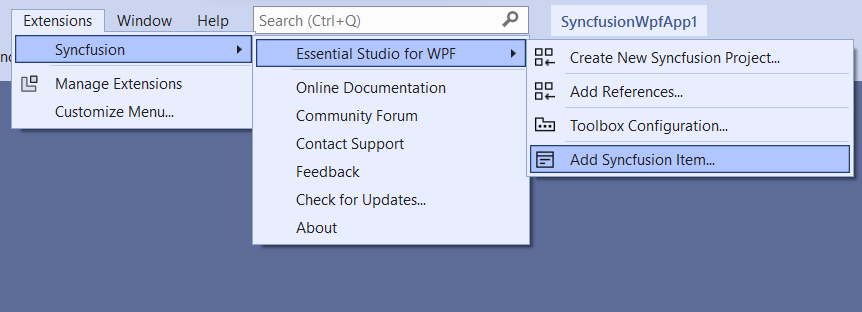 Extensions
Window
Help
Search (Ctrl+Q)
SyncfusionWpfApp1
Syncfusion
Manage Extensions
Customize Menu...
Essential Studio for WPF
Online Documentation
Community Forum
Contact Support
Feedback
Check for Updates...
About
Create New Syncfusion Project...
Add References...
Toolbox Configuration...
Add Syncfusion Item...